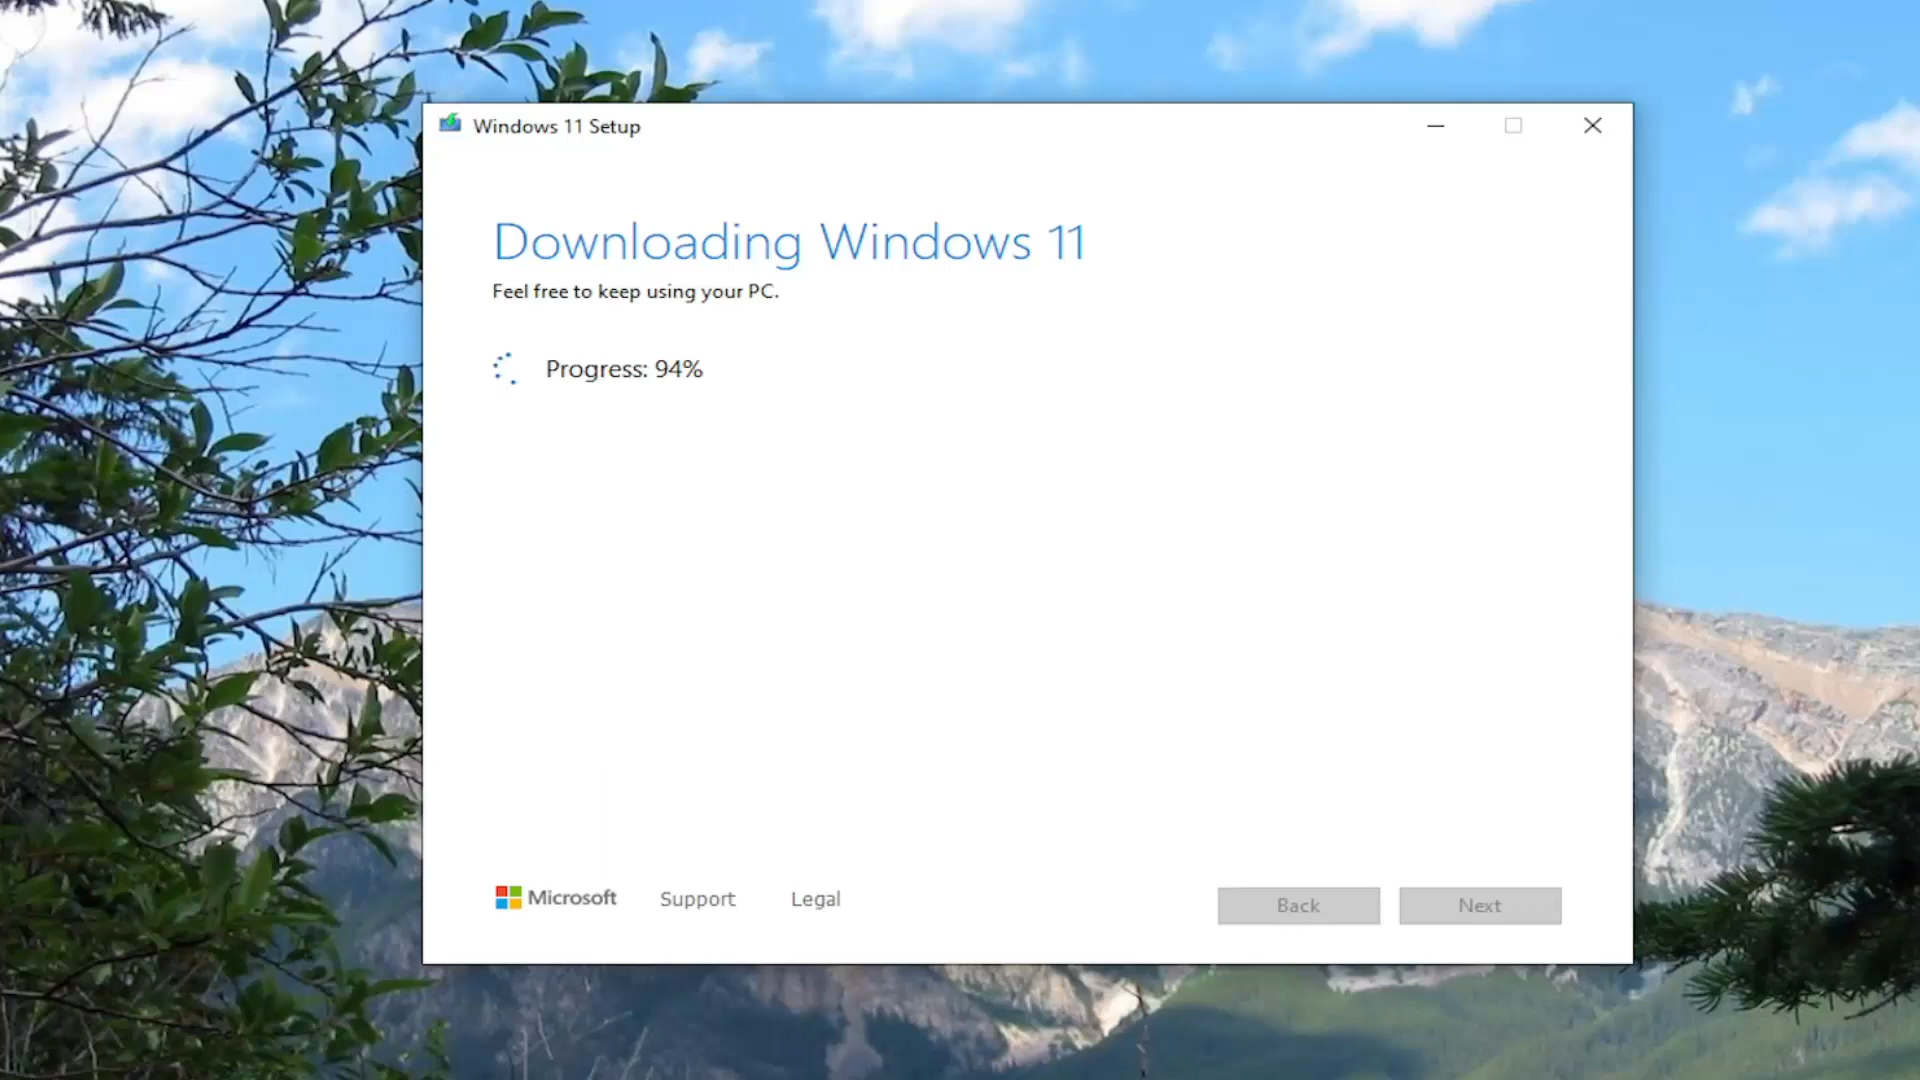 Windows 11 Setup
Downloading Windows 11
Feel free to keep using your PC.
Progress: 94%
Microsoft Support Legal
Back Next